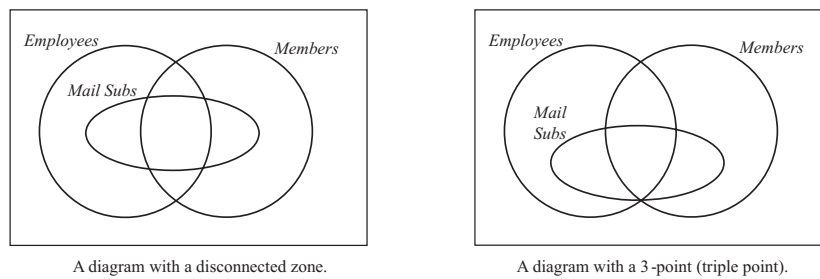 Employees
Members
Mail Subs
A diagram with a disconnected zone.
Employees
Members
Mail
Subs
A diagram with a 3-point (triple point).